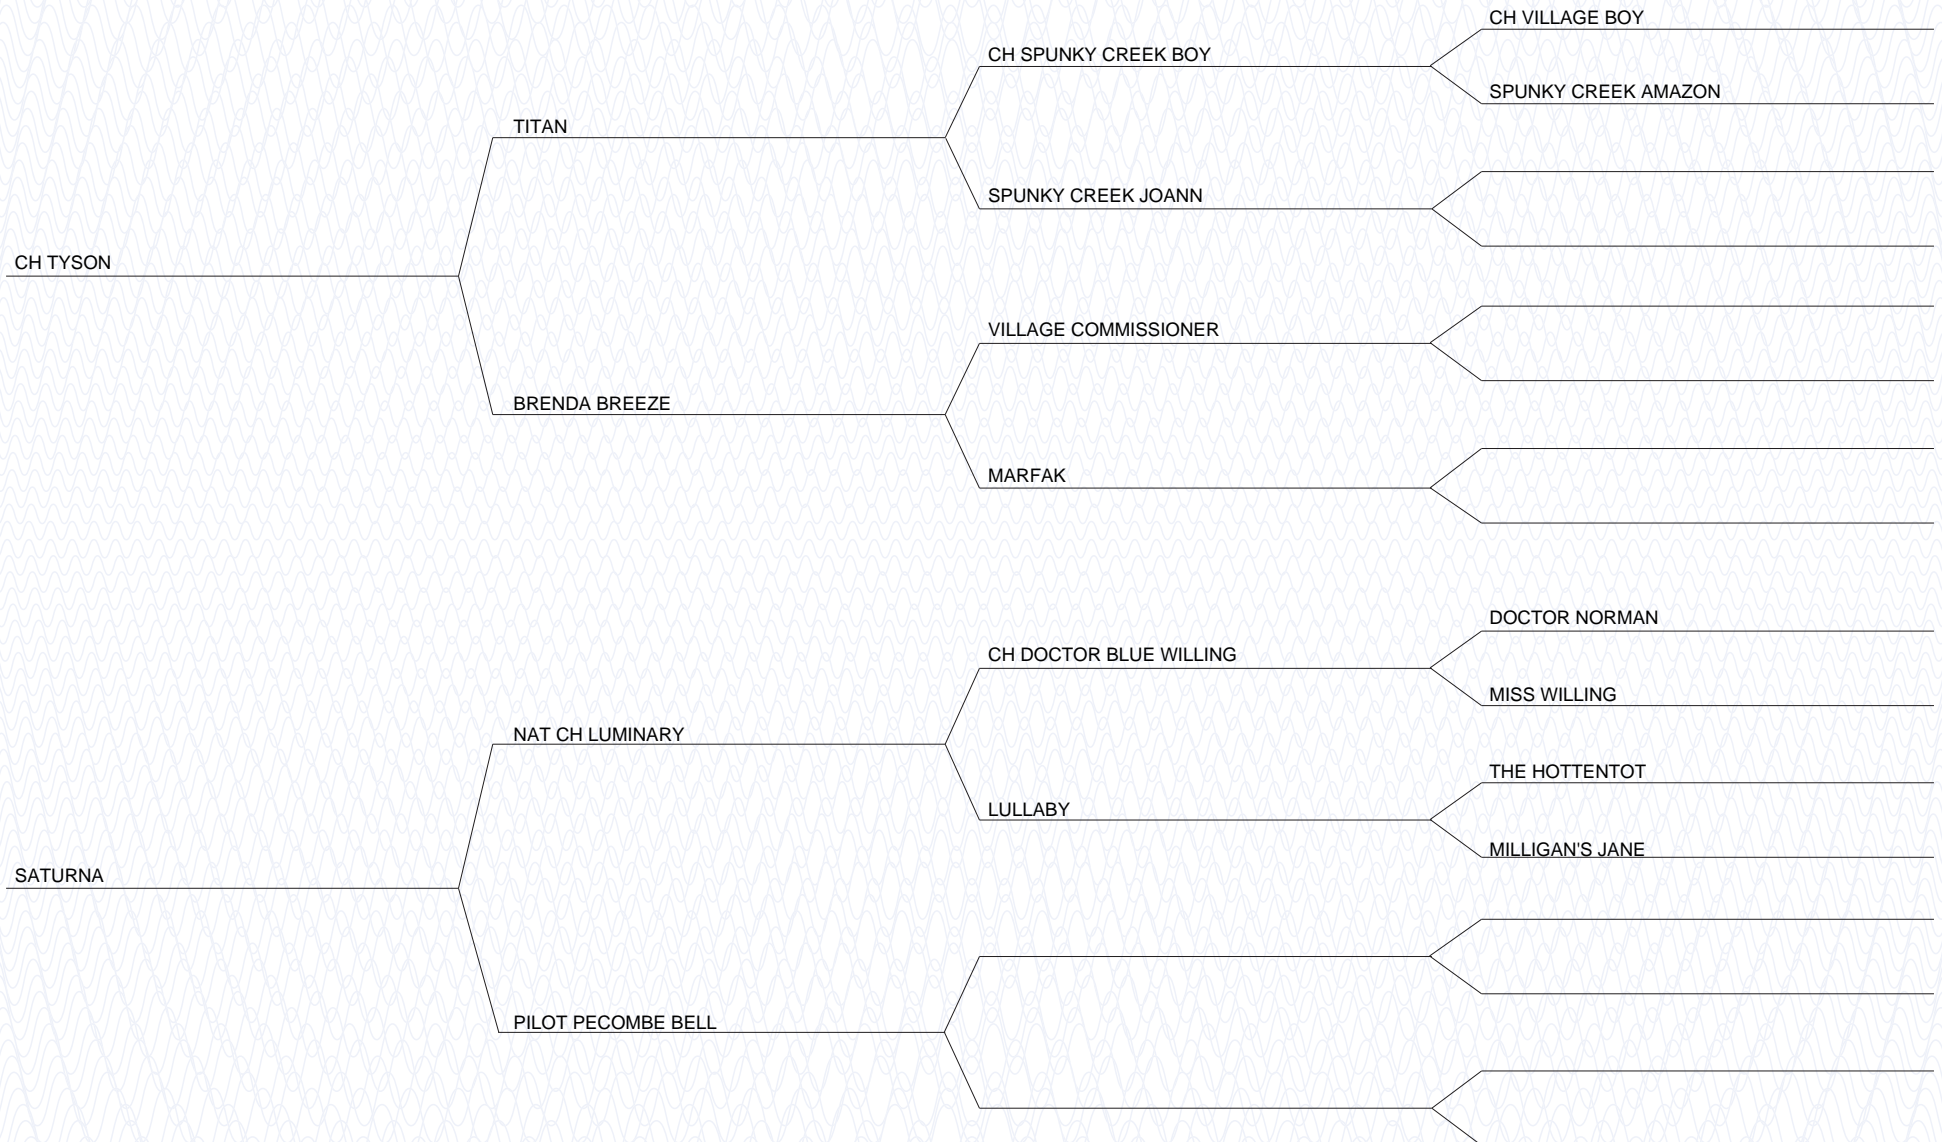 CH VILLAGE BOY
CH SPUNKY CREEK BOY
SPUNKY CREEK AMAZON
TITAN
SPUNKY CREEK JOANN
CH TYSON
VILLAGE COMMISSIONER
BRENDA BREEZE
MARFAK
DOCTOR NORMAN
CH DOCTOR BLUE WILLING
MISS WILLING
NAT CH LUMINARY
THE HOTTENTOT
LULLABY
MILLIGAN'S JANE
SATURNA
PILOT PECOMBE BELL